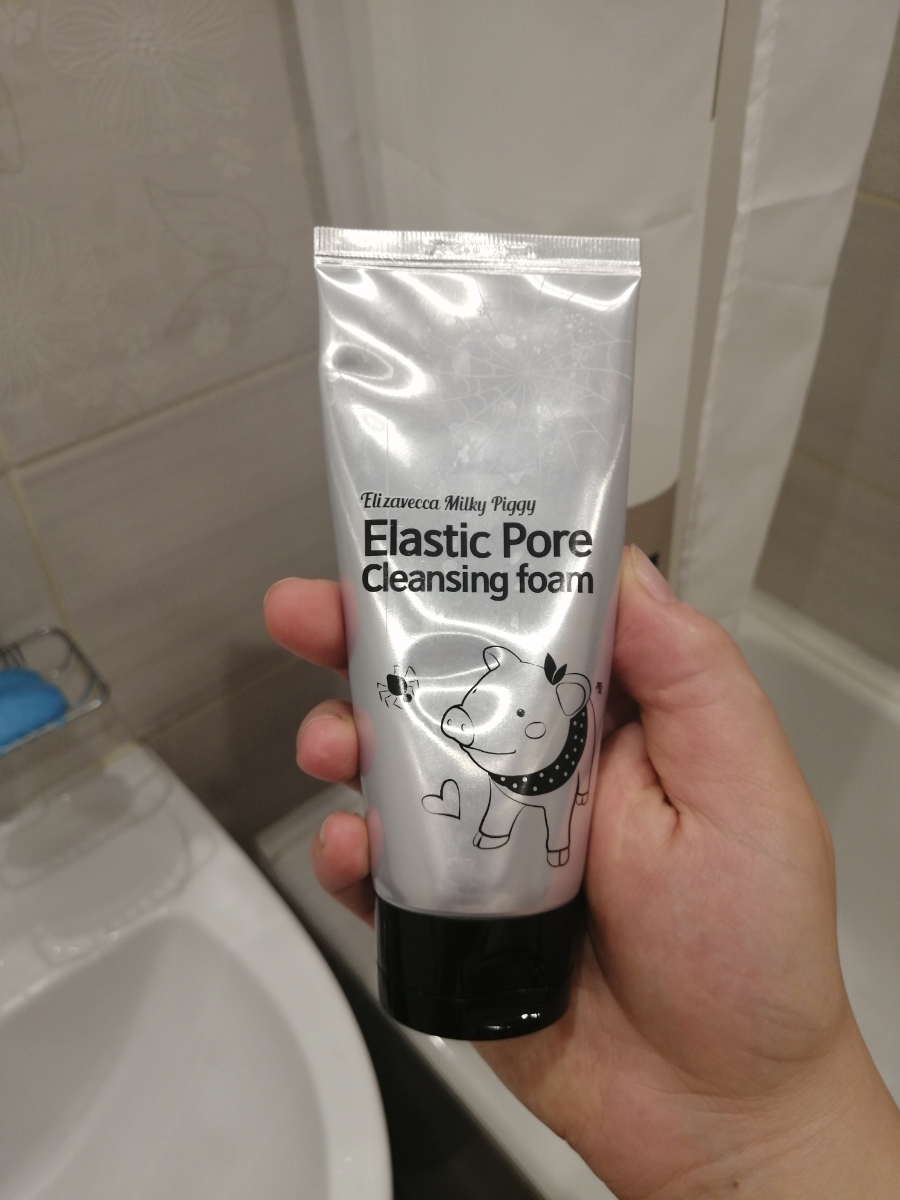 Elizavecca Milky Piggy
Elastic Pore
Cleansing foam